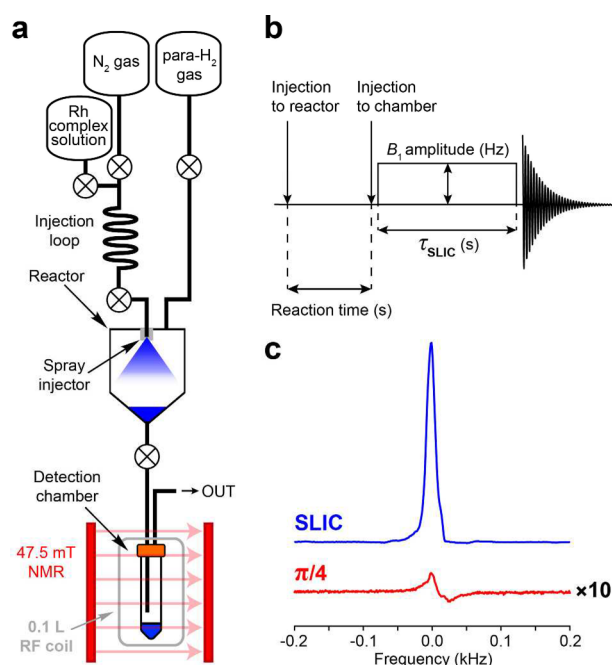 a
N₂ gas
para-H₂
gas
Rh
complex
solution
Injection
loop
Reactor
Spray
injector
Detection
chamber
OUT
47.5 mT
NMR
0.1 L
RF coil
b
Injection
to reactor
Injection
to chamber
B₁ amplitude (Hz)
τSLIC (s)
Reaction time (s)
c
SLIC
π/4
×10
-0.2 -0.1 0.0 0.1 0.2
Frequency (kHz)